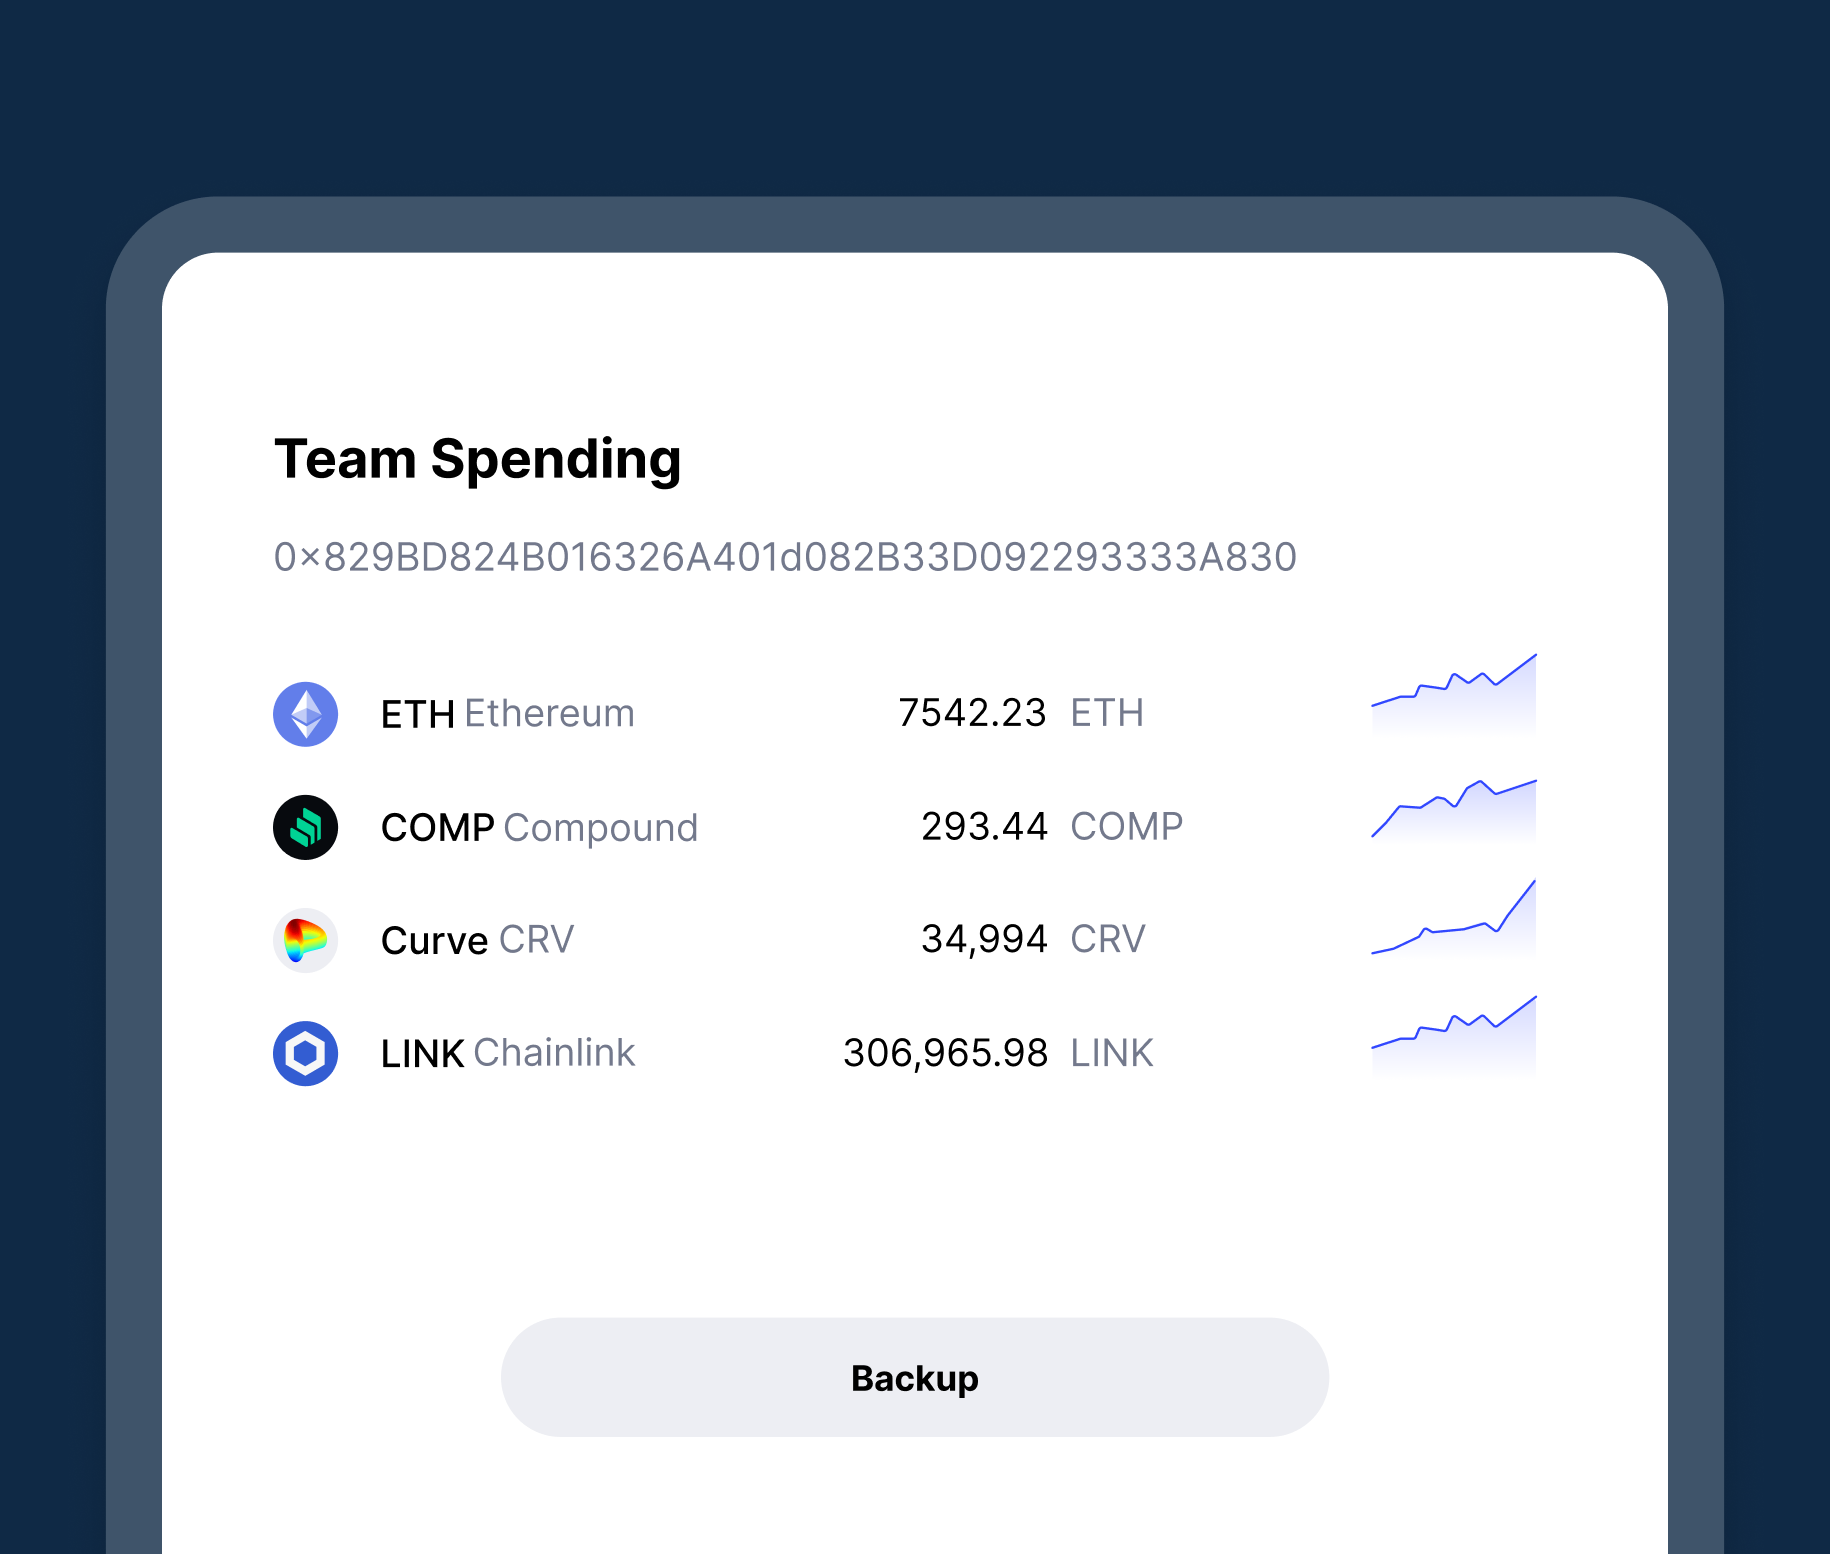 Team Spending
0×829BD824B016326A401d082B33D092293333A830
ETH Ethereum 7542.23 ETH
COMP Compound 293.44 COMP
Curve CRV 34,994 CRV
LINK Chainlink 306,965.98 LINK
Backup